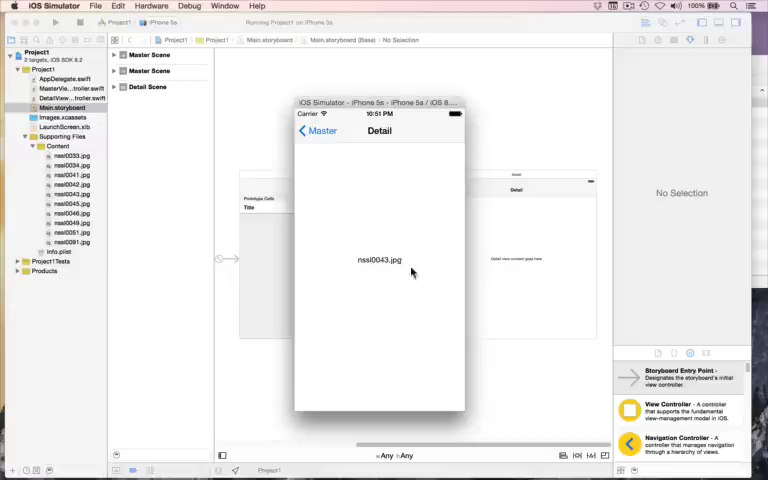 iOS Simulator File Edit Hardware Debug Window Help 100%
Project1 iPhone 5s Running Project1 on iPhone 5s
Project1 Project1 Main.storyboard Main.storyboard (Base) No Selection
Project1
2 targets, iOS SDK 8.2
Project1
AppDelegate.swift
MasterVie...troller.swift
DetailView...troller.swift
Main.storyboard
Images.xcassets
LaunchScreen.xib
Supporting Files
Content
nssl0033.jpg
nssl0034.jpg
nssl0041.jpg
nssl0042.jpg
nssl0043.jpg
nssl0045.jpg
nssl0046.jpg
nssl0049.jpg
nssl0051.jpg
nssl0091.jpg
Info.plist
Project1Tests
Products
Master Scene
Master Scene
Detail Scene
Prototype Cells
Title
iOS Simulator - iPhone 5s - iPhone 5s / iOS 8....
Carrier 10:51 PM
Master Detail
nssl0043.jpg
Detail
Detail
Detail view content goes here
wAny hAny
Project1
No Selection
Storyboard Entry Point -
Designates the storyboard's initial
view controller.
View Controller - A controller
that supports the fundamental
view-management model in iOS.
Navigation Controller - A
controller that manages navigation
through a hierarchy of views.